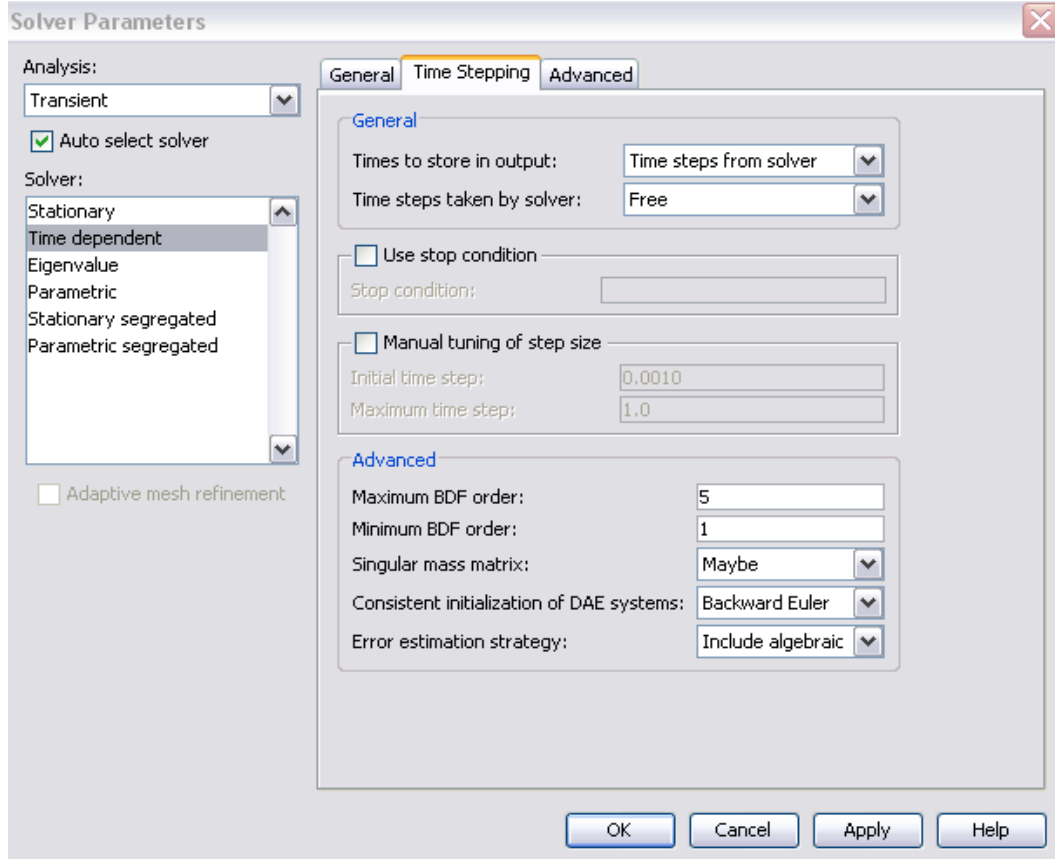 Solver Parameters
Analysis:
Transient
Auto select solver
Solver:
Stationary
Time dependent
Eigenvalue
Parametric
Stationary segregated
Parametric segregated
Adaptive mesh refinement
General Time Stepping Advanced
General
Times to store in output: Time steps from solver
Time steps taken by solver: Free
Use stop condition
Stop condition:
Manual tuning of step size
Initial time step: 0.0010
Maximum time step: 1.0
Advanced
Maximum BDF order: 5
Minimum BDF order: 1
Singular mass matrix: Maybe
Consistent initialization of DAE systems: Backward Euler
Error estimation strategy: Include algebraic
OK Cancel Apply Help